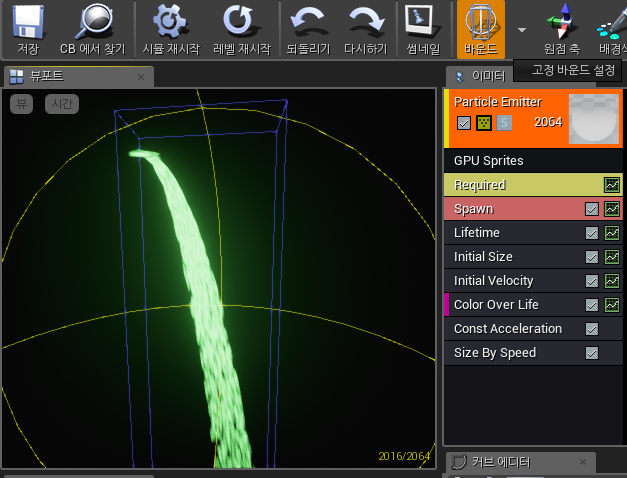 저장
CB 에서 찾기
시뮬 재시작
레벨 재시작
되돌리기
다시하기
썸네일
바운드
원점 축
고정 바운드 설정
뷰포트
이미터
뷰
시간
Particle Emitter
2064
GPU Sprites
Required
Spawn
Lifetime
Initial Size
Initial Velocity
Color Over Life
Const Acceleration
Size By Speed
2016/2064
커브 에디터